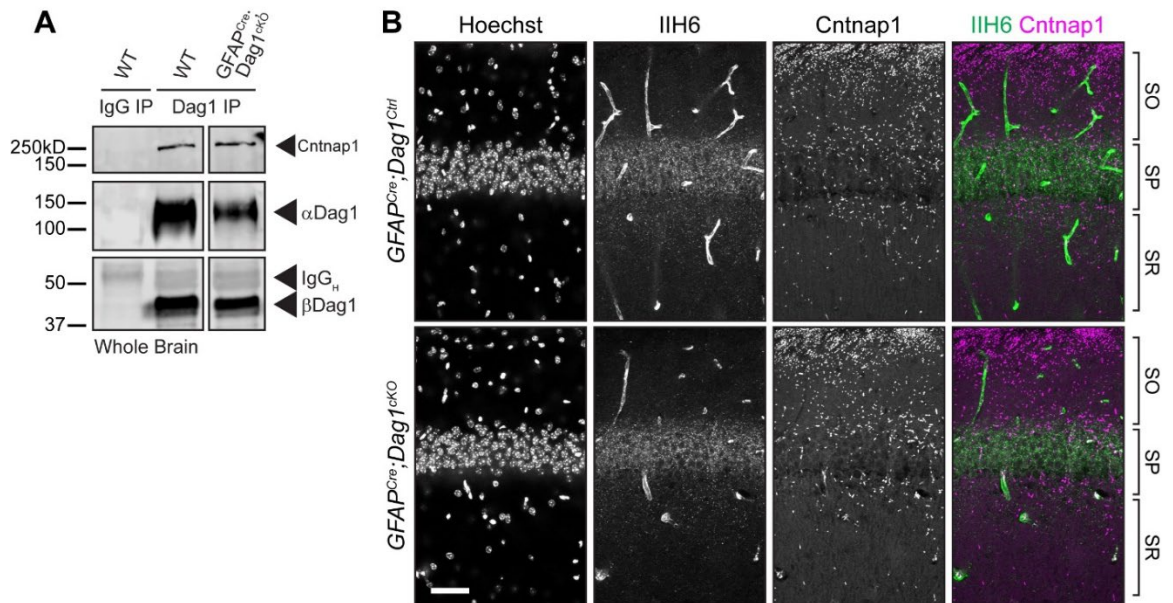 A
WT
WT
GFAPCre;
Dag1cKO
IgG IP
Dag1 IP
250kD
150
Cntnap1
150
100
αDag1
50
37
IgGH
βDag1
Whole Brain
B
Hoechst
IIH6
Cntnap1
IIH6 Cntnap1
GFAPCre;Dag1Ctrl
SO
SP
SR
GFAPCre;Dag1cKO
SO
SP
SR